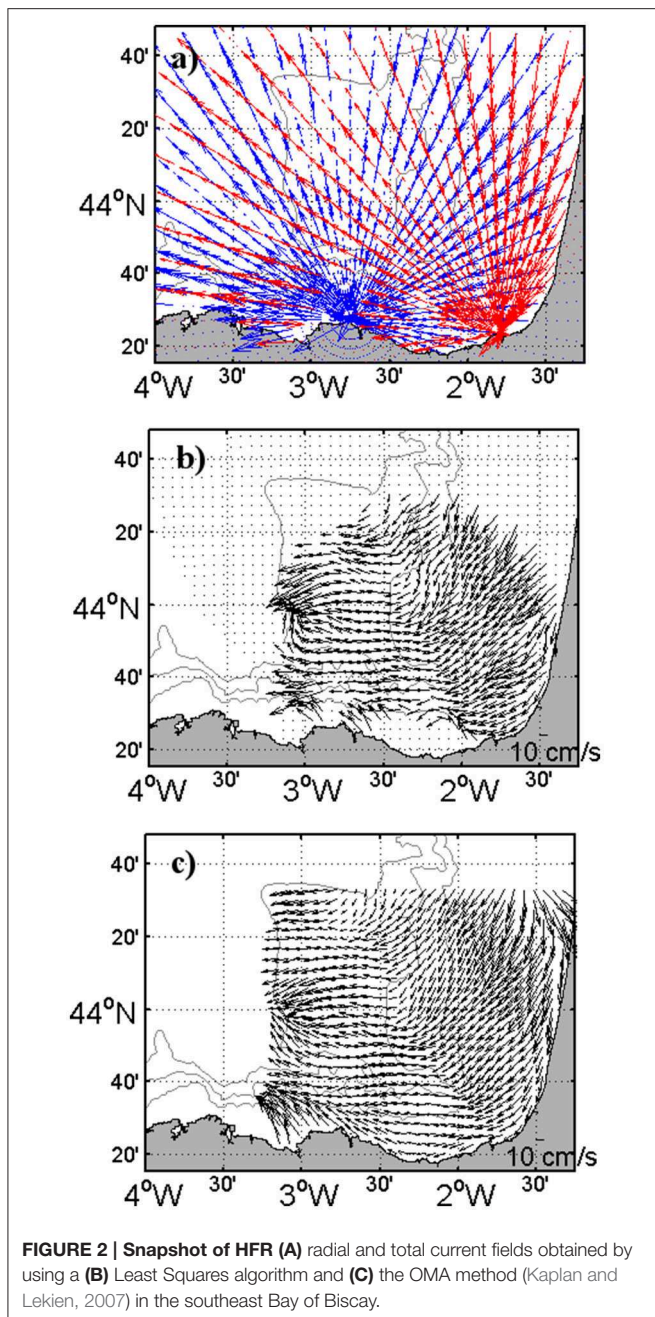 a)
40'
20'
44°N
40'
20'
4°W 30' 3°W 30' 2°W 30'
b)
40'
20'
44°N
40'
20'
10 cm/s
4°W 30' 3°W 30' 2°W 30'
c)
40'
20'
44°N
40'
20'
10 cm/s
4°W 30' 3°W 30' 2°W 30'
FIGURE 2 | Snapshot of HFR (A) radial and total current fields obtained by
using a (B) Least Squares algorithm and (C) the OMA method (Kaplan and
Lekien, 2007) in the southeast Bay of Biscay.